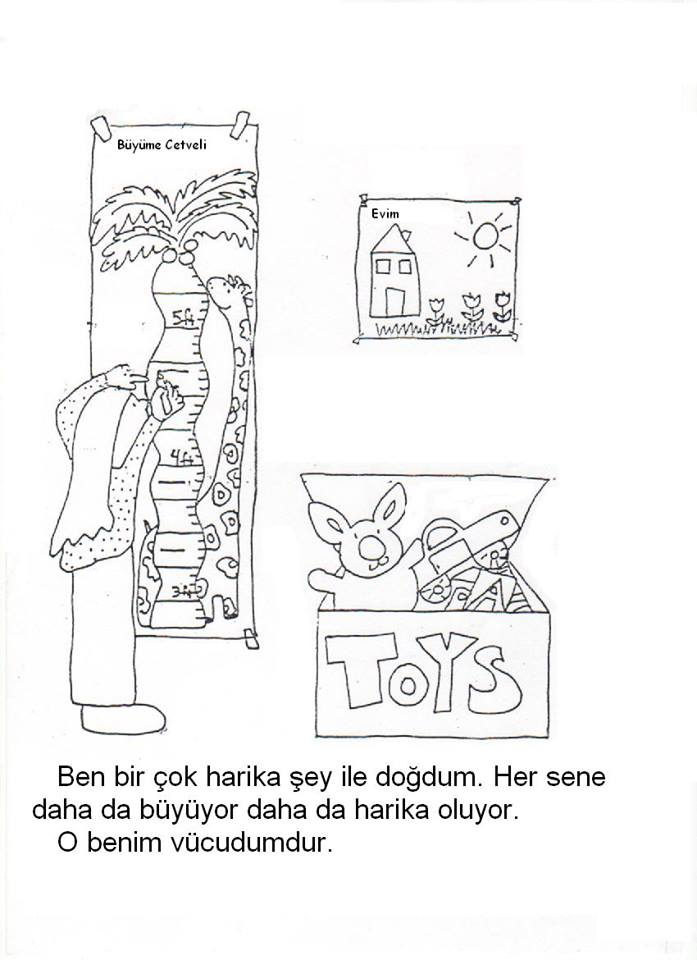 Büyüme Cetveli
Evim
5ft
4ft
3ft
TOYS
Ben bir çok harika şey ile doğdum. Her sene
daha da büyüyor daha da harika oluyor.
O benim vücudumdur.